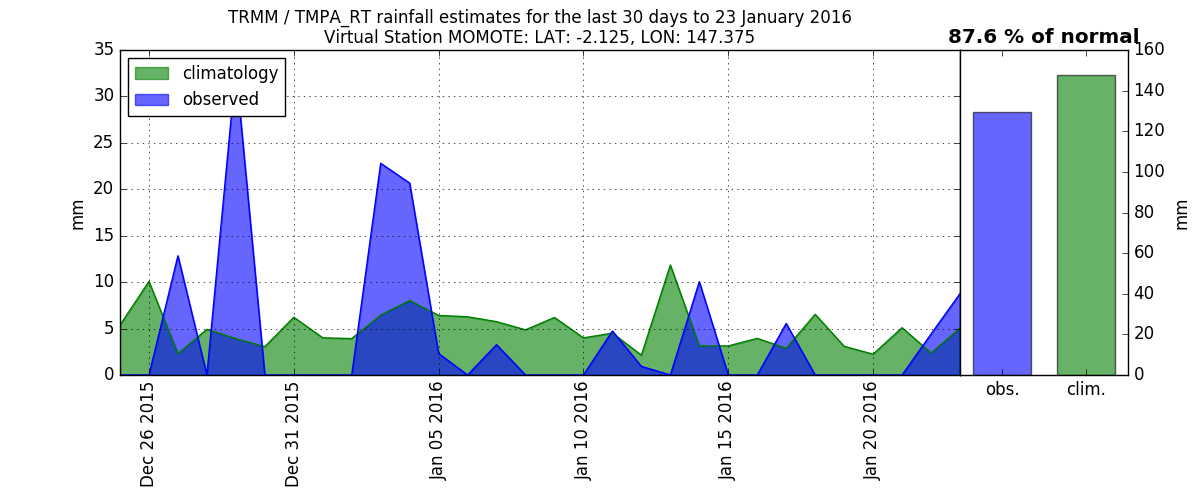 TRMM / TMPA_RT rainfall estimates for the last 30 days to 23 January 2016
Virtual Station MOMOTE: LAT: -2.125, LON: 147.375
87.6 % of normal
climatology
observed
35
30
25
20
15
10
5
0
mm
Dec 26 2015
Dec 31 2015
Jan 05 2016
Jan 10 2016
Jan 15 2016
Jan 20 2016
160
140
120
100
80
60
40
20
0
mm
obs.
clim.